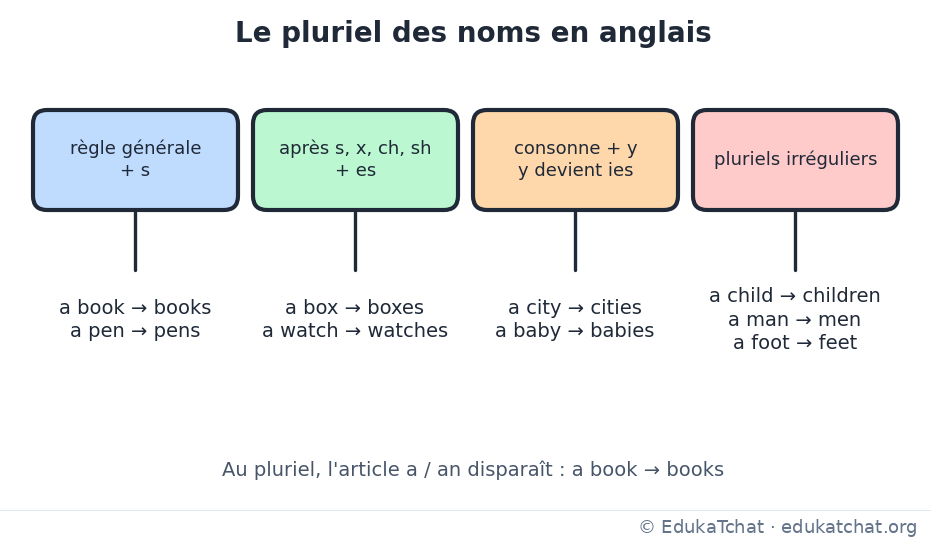 Le pluriel des noms en anglais
règle générale
+ s
après s, x, ch, sh
+ es
consonne + y
y devient ies
pluriels irréguliers
a book → books
a pen → pens
a box → boxes
a watch → watches
a city → cities
a baby → babies
a child → children
a man → men
a foot → feet
Au pluriel, l'article a / an disparaît : a book → books
© EdukaTchat · edukatchat.org